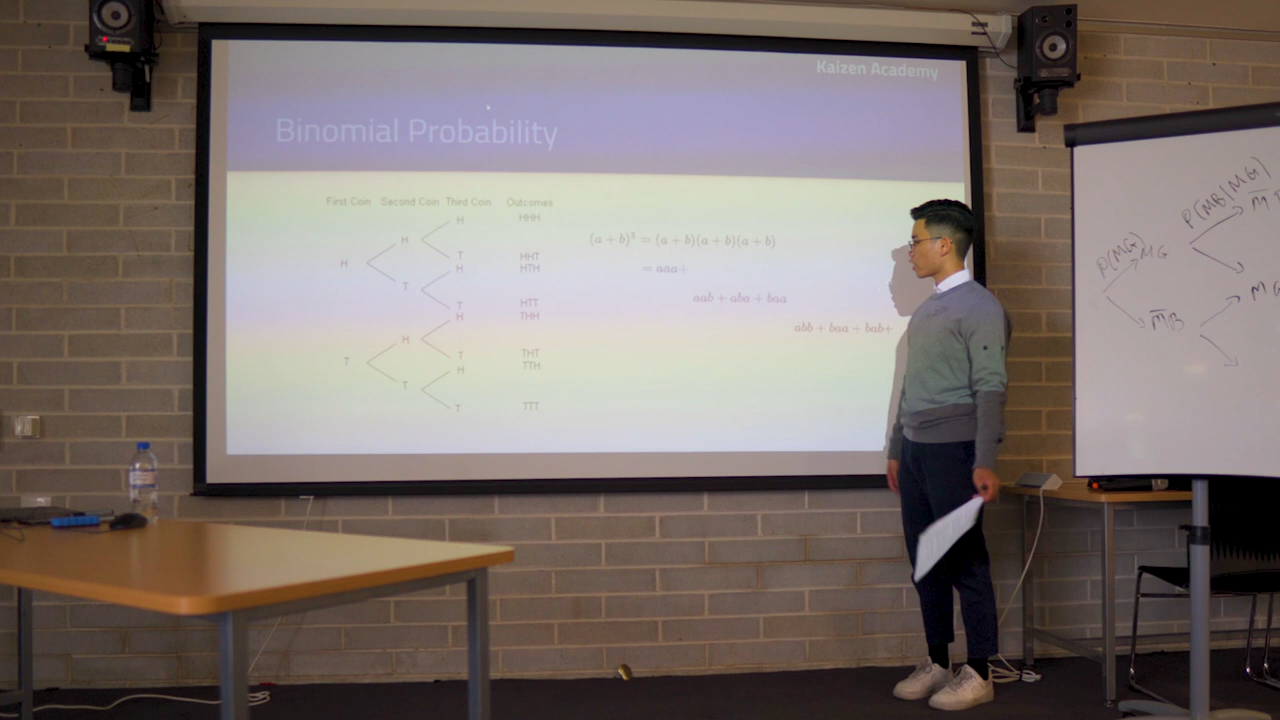 Kaizen Academy
Binomial Probability
First Coin Second Coin Third Coin Outcomes
H HHH
H
T HHT
H HTH
H
T
T HTT
H THH
H
T THT
T
H TTH
T
T TTT
(a + b)³ = (a + b)(a + b)(a + b)
= aaa+
aab + aba + baa
abb + baa + bab+
P(MG) MG
P(MB|MG)
M̅B